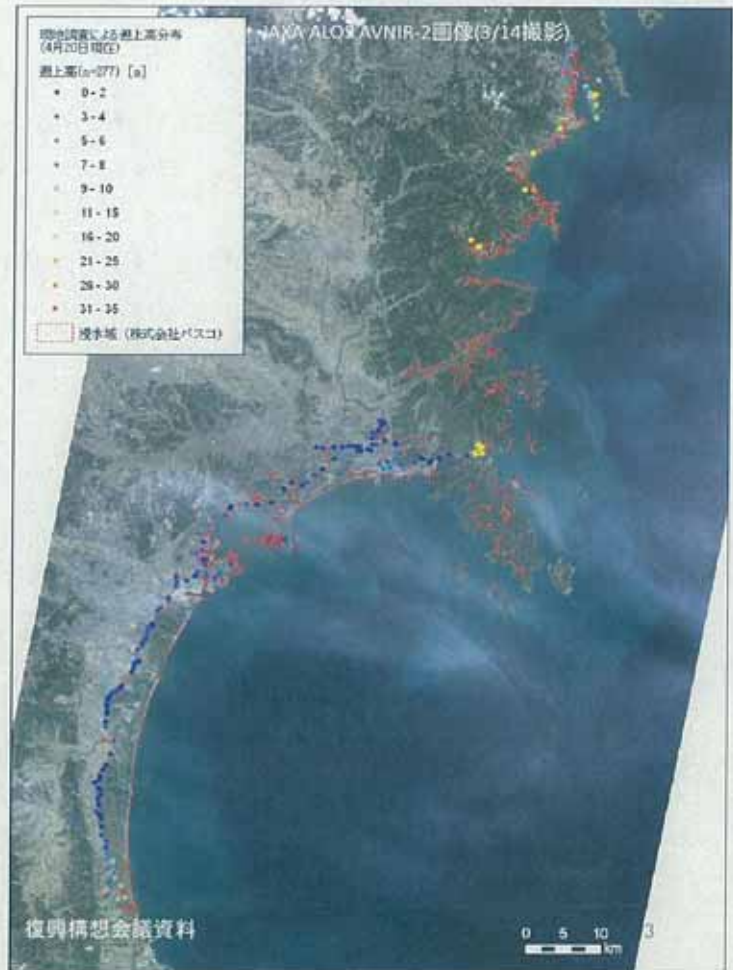 JAXA ALOS AVNIR-2画像(3/14撮影)
現地調査による遡上高分布
(4月20日現在)
遡上高(n=277) [m]
0 - 2
3 - 4
5 - 6
7 - 8
9 - 10
11 - 15
16 - 20
21 - 25
26 - 30
31 - 35
浸水域 (株式会社パスコ)
復興構想会議資料
0 5 10
km
3